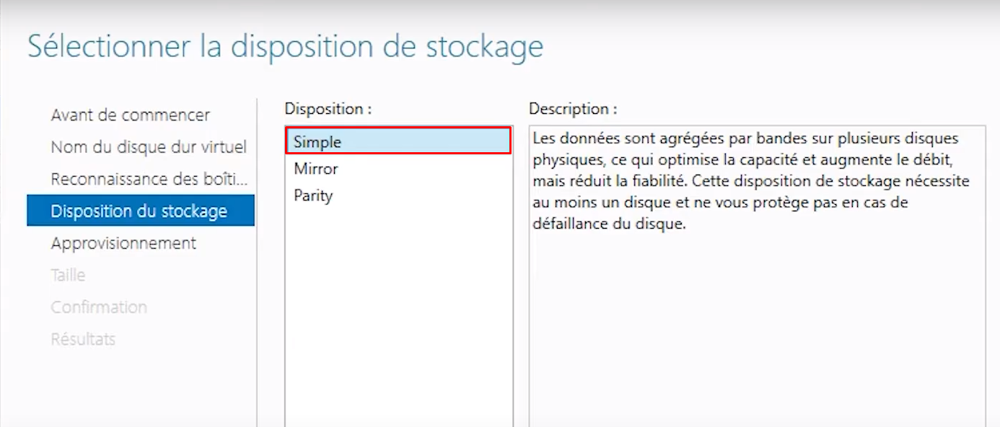 Sélectionner la disposition de stockage
Avant de commencer
Nom du disque dur virtuel
Reconnaissance des boîti...
Disposition du stockage
Approvisionnement
Taille
Confirmation
Résultats
Disposition :
Simple
Mirror
Parity
Description :
Les données sont agrégées par bandes sur plusieurs disques
physiques, ce qui optimise la capacité et augmente le débit,
mais réduit la fiabilité. Cette disposition de stockage nécessite
au moins un disque et ne vous protège pas en cas de
défaillance du disque.